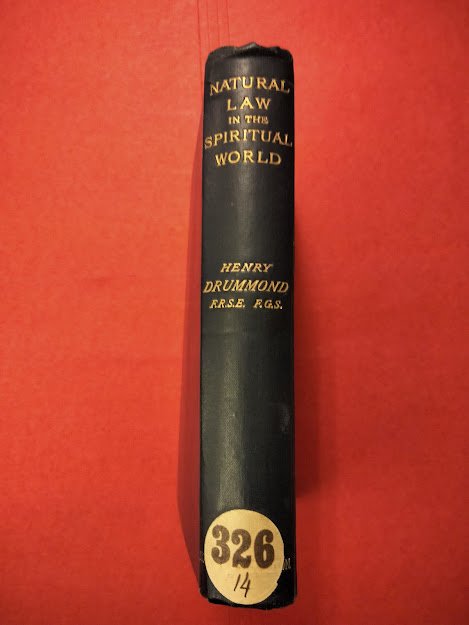 NATURAL
LAW
IN THE
SPIRITUAL
WORLD
HENRY
DRUMMOND
F.R.S.E. F.G.S.
326
14
M